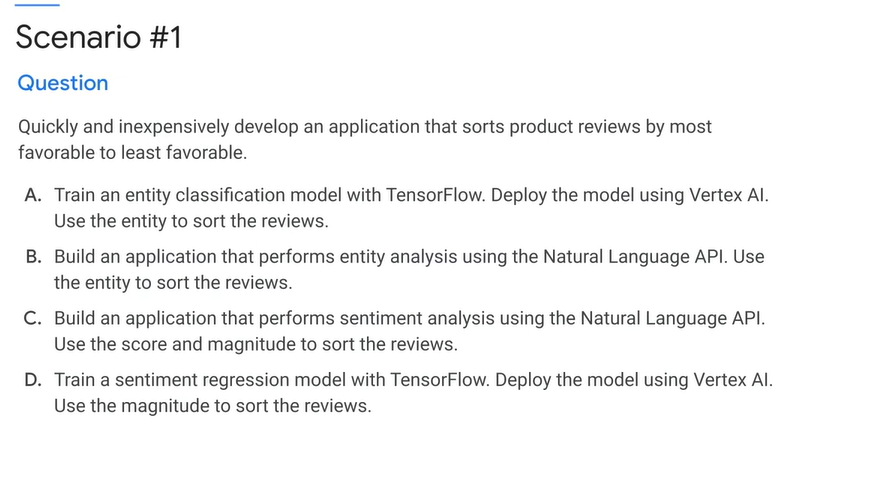 Scenario #1
Question
Quickly and inexpensively develop an application that sorts product reviews by most
favorable to least favorable.
A. Train an entity classification model with TensorFlow. Deploy the model using Vertex AI.
Use the entity to sort the reviews.
B. Build an application that performs entity analysis using the Natural Language API. Use
the entity to sort the reviews.
C. Build an application that performs sentiment analysis using the Natural Language API.
Use the score and magnitude to sort the reviews.
D. Train a sentiment regression model with TensorFlow. Deploy the model using Vertex AI.
Use the magnitude to sort the reviews.